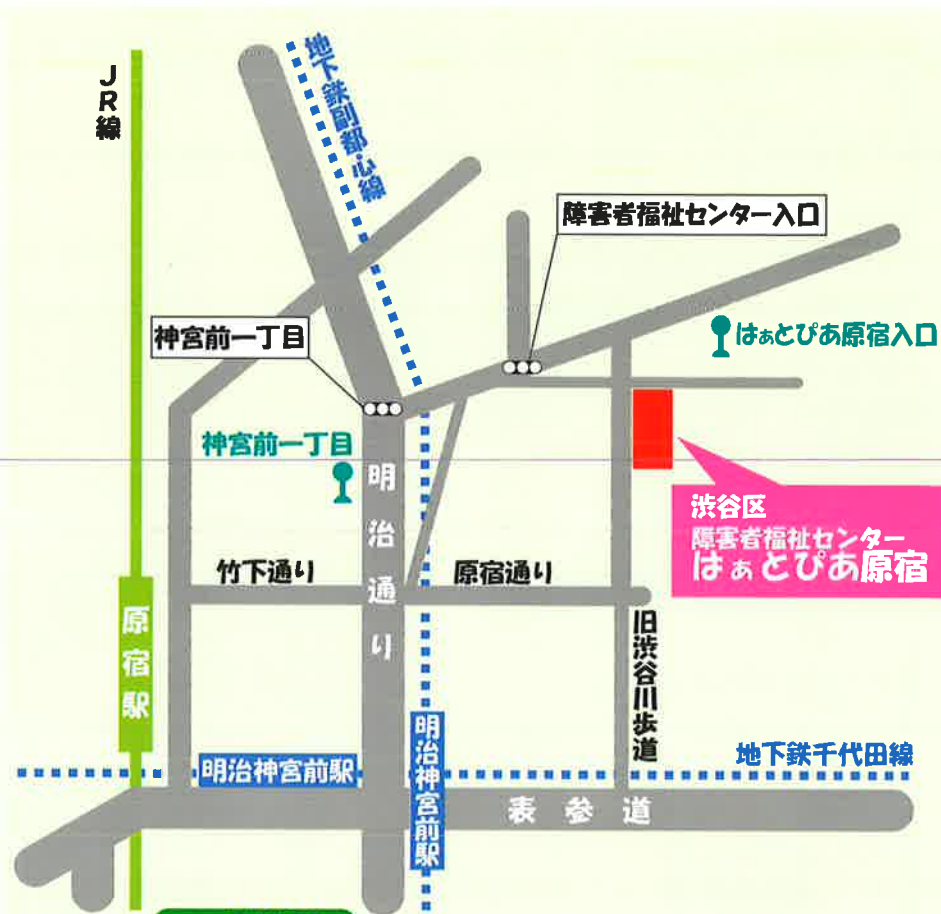 JR線
地下鉄副都心線
障害者福祉センター入口
神宮前一丁目
はぁとぴあ原宿入口
神宮前一丁目
明治通り
渋谷区
障害者福祉センター
はぁとぴあ原宿
竹下通り
原宿通り
原宿駅
旧渋谷川歩道
明治神宮前駅
明治神宮前駅
地下鉄千代田線
表参道